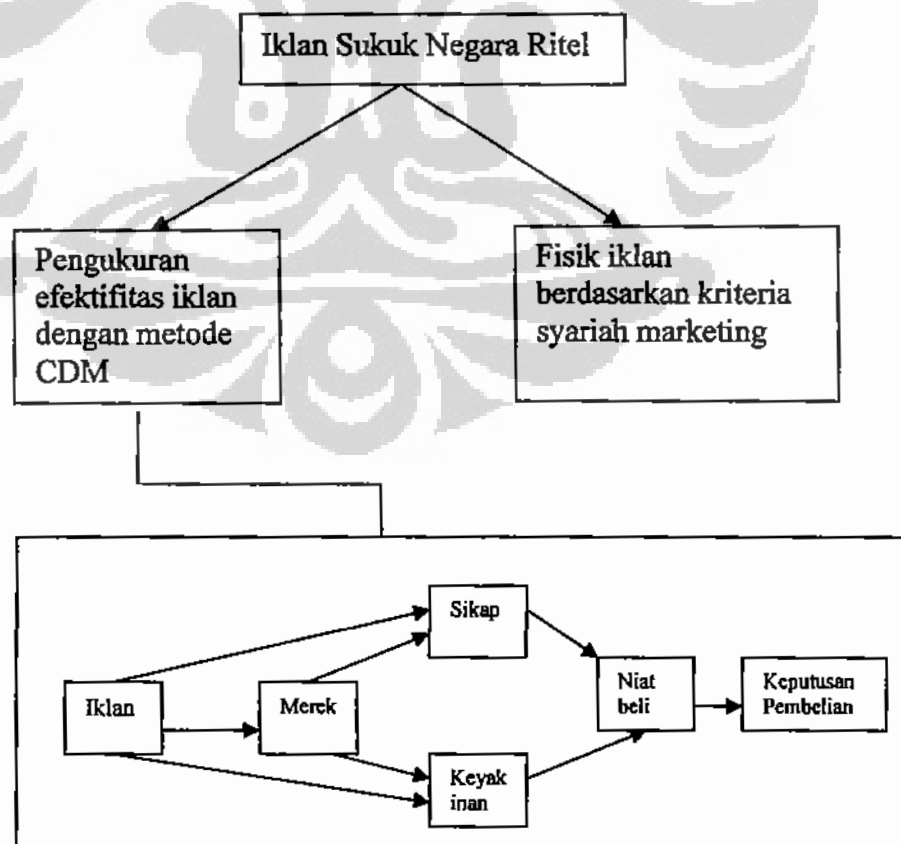 Iklan Sukuk Negara Ritel
Pengukuran
efektifitas iklan
dengan metode
CDM
Fisik iklan
berdasarkan kriteria
syariah marketing
Sikap
Iklan
Merek
Niat
beli
Keputusan
Pembelian
Keyak
inan